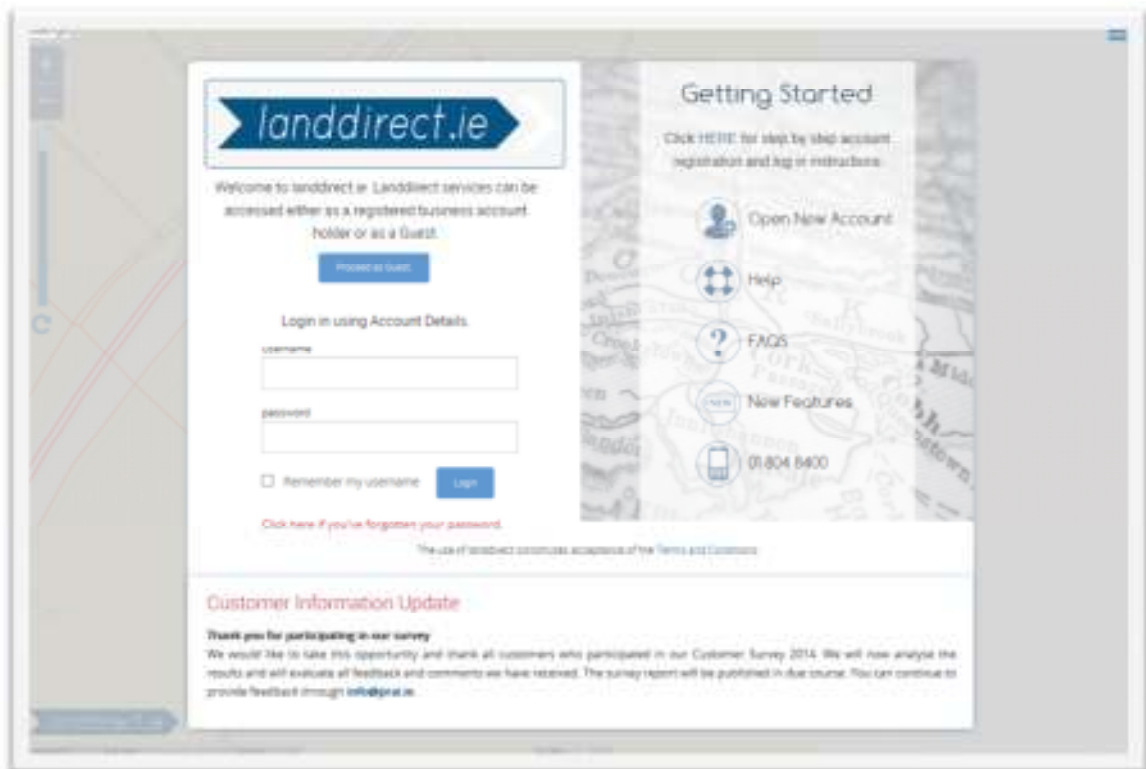 landdirect.ie
Welcome to landdirect.ie. Landdirect services can be
accessed either as a registered business account
holder or as a Guest.
Proceed as Guest
Login in using Account Details.
username
password
Remember my username
Login
Click here if you've forgotten your password.
The use of landdirect constitutes acceptance of the Terms and Conditions
Getting Started
Click HERE for step by step account
registration and log in instructions.
Open New Account
Help
FAQS
New Features
01 804 8400
Customer Information Update
Thank you for participating in our survey
We would like to take this opportunity and thank all customers who participated in our Customer Survey 2014. We will now analyse the
results and will evaluate all feedback and comments we have received. The survey report will be published in due course. You can continue to
provide feedback through info@prai.ie